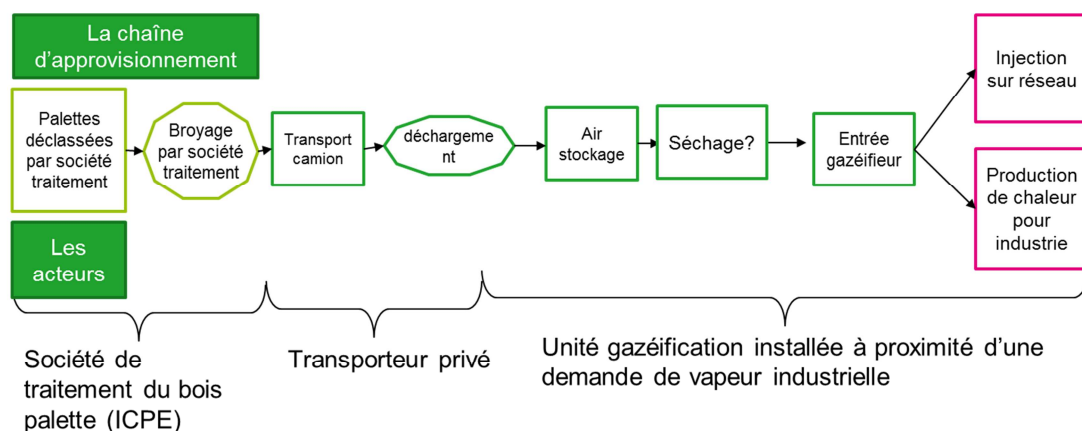 La chaîne
d'approvisionnement
Palettes
déclassées
par société
traitement
Broyage
par société
traitement
Transport
camion
déchargeme
nt
Air
stockage
Séchage?
Entrée
gazéifieur
Injection
sur réseau
Production
de chaleur
pour
industrie
Les
acteurs
Société de
traitement du bois
palette (ICPE)
Transporteur privé
Unité gazéification installée à proximité d'une
demande de vapeur industrielle